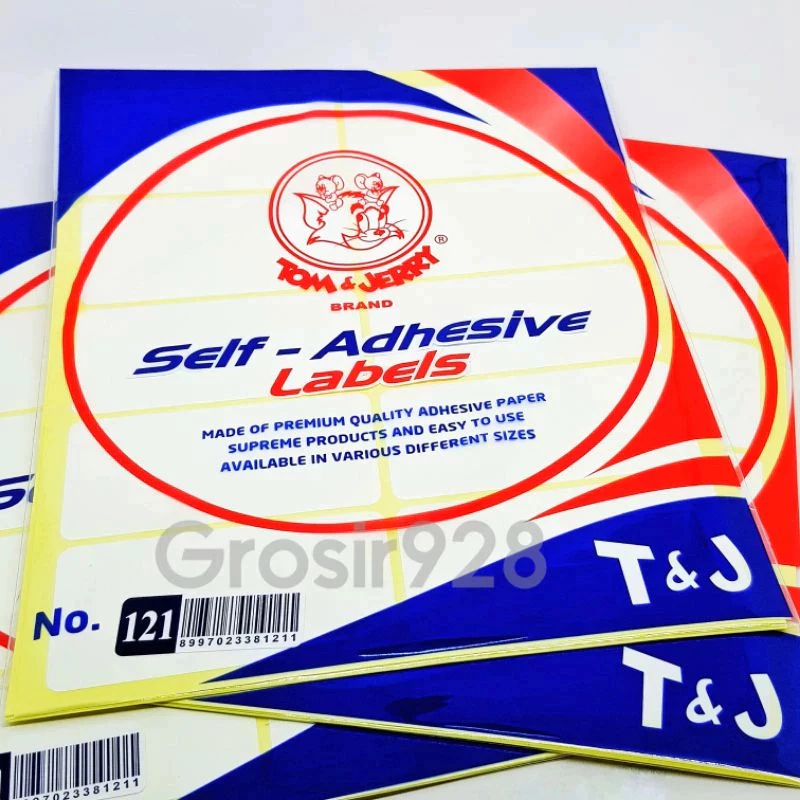 TOM & JERRY ®
BRAND
Self - Adhesive
Labels
MADE OF PREMIUM QUALITY ADHESIVE PAPER
SUPREME PRODUCTS AND EASY TO USE
AVAILABLE IN VARIOUS DIFFERENT SIZES
Grosir928
T & J
No. 121
8997023381211
T & J
97023381211